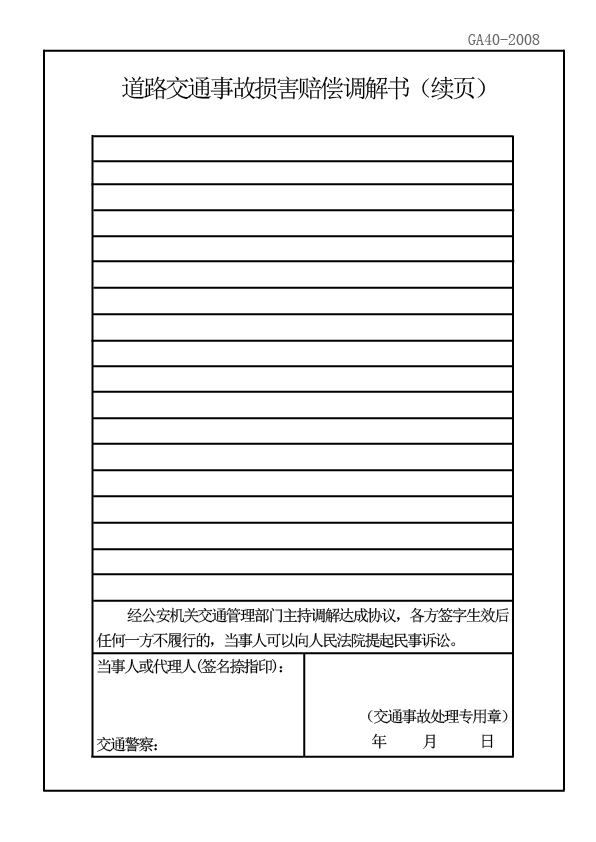 GA40-2008
道路交通事故损害赔偿调解书（续页）
经公安机关交通管理部门主持调解达成协议，各方签字生效后
任何一方不履行的，当事人可以向人民法院提起民事诉讼。
当事人或代理人(签名捺指印)：
（交通事故处理专用章）
交通警察：
年 月 日